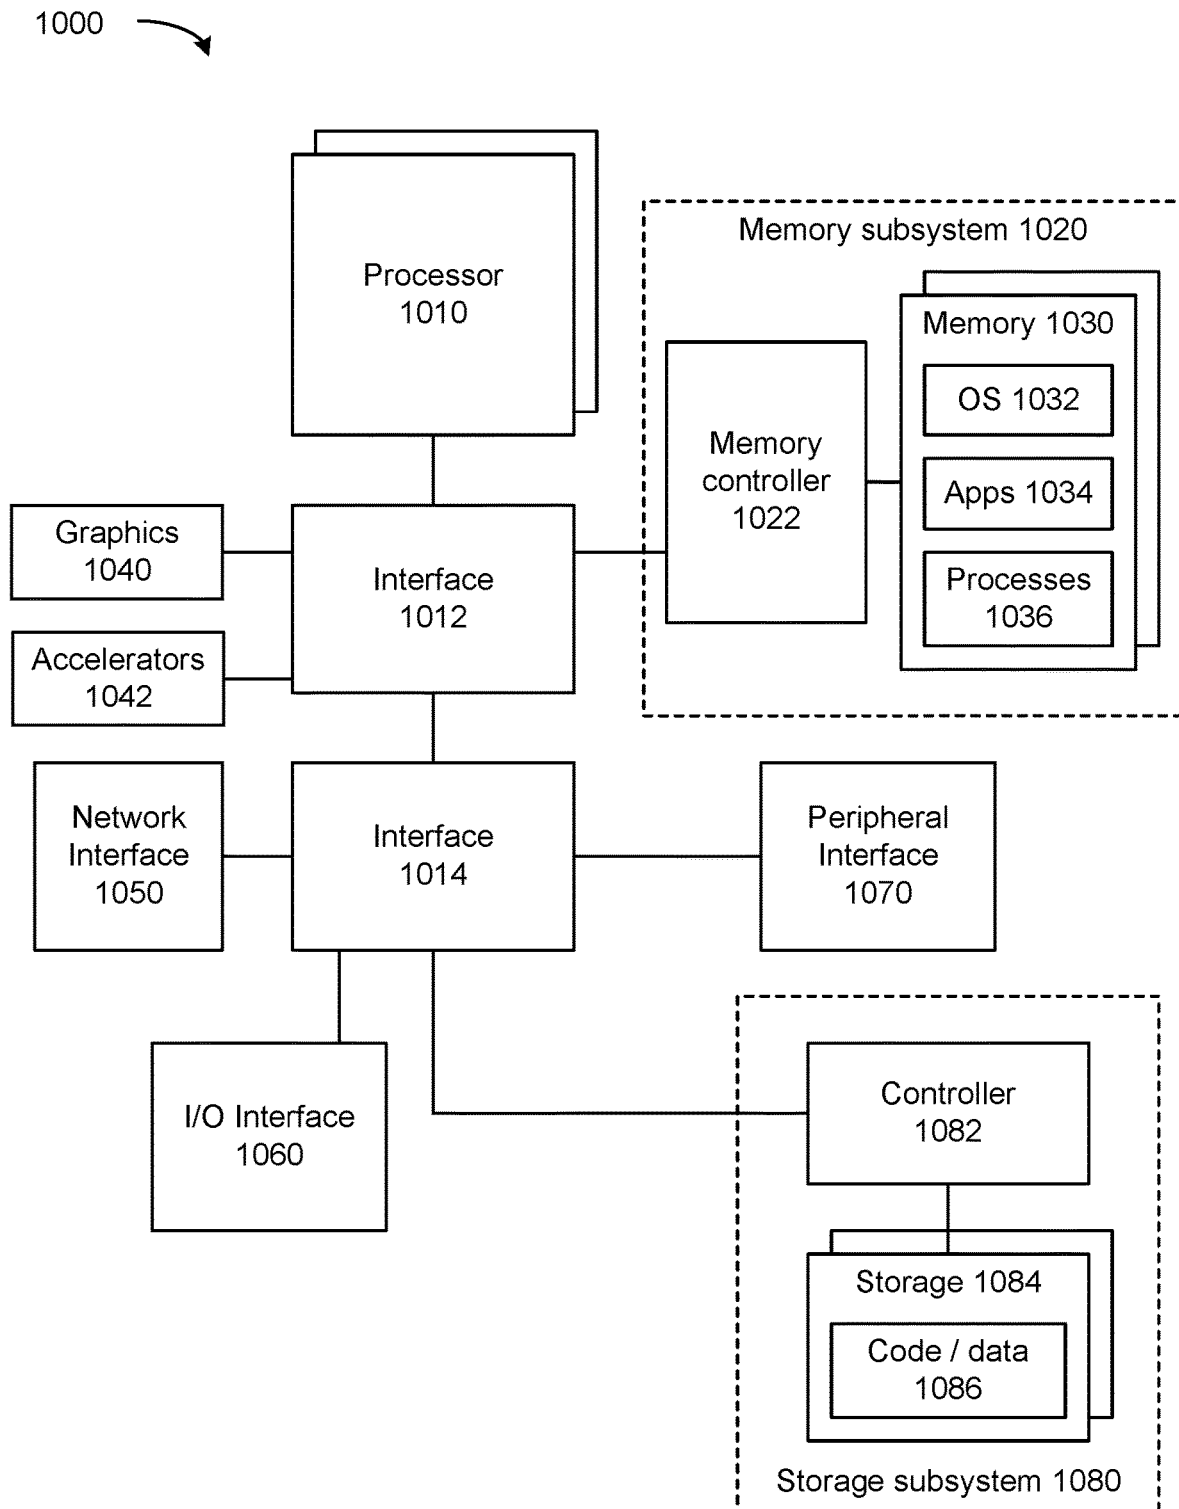 1000
Processor
1010
Memory subsystem 1020
Memory 1030
OS 1032
Apps 1034
Processes
1036
Memory
controller
1022
Graphics
1040
Interface
1012
Accelerators
1042
Network
Interface
1050
Interface
1014
Peripheral
Interface
1070
I/O Interface
1060
Controller
1082
Storage 1084
Code / data
1086
Storage subsystem 1080